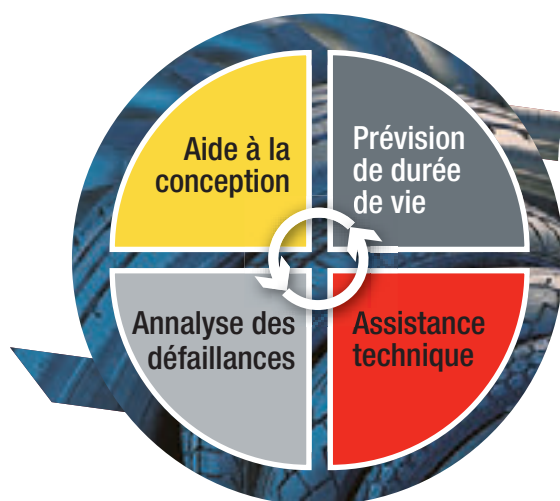 Aide à la
conception
Prévision
de durée
de vie
Annalyse des
défaillances
Assistance
technique